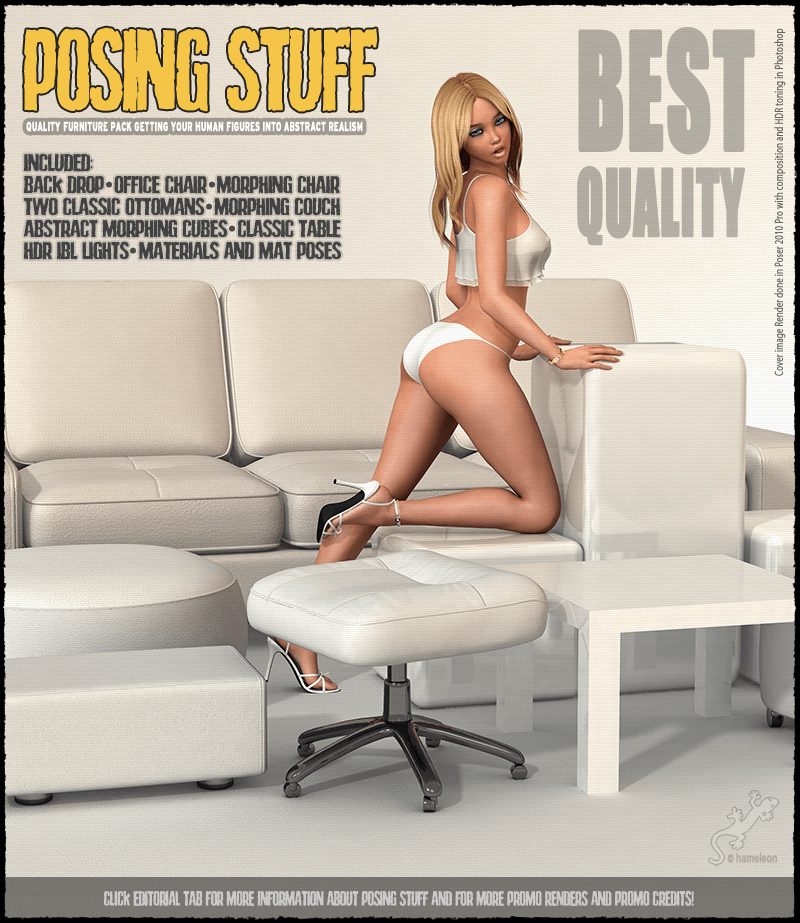 POSING STUFF
QUALITY FURNITURE PACK GETTING YOUR HUMAN FIGURES INTO ABSTRACT REALISM
INCLUDED:
BACK DROP•OFFICE CHAIR•MORPHING CHAIR
TWO CLASSIC OTTOMANS•MORPHING COUCH
ABSTRACT MORPHING CUBES•CLASSIC TABLE
HDR IBL LIGHTS•MATERIALS AND MAT POSES
BEST
QUALITY
Cover image Render done in Poser 2010 Pro with composition and HDR toning in Photoshop
© hameleon
CLICK EDITORIAL TAB FOR MORE INFORMATION ABOUT POSING STUFF AND FOR MORE PROMO RENDERS AND PROMO CREDITS!